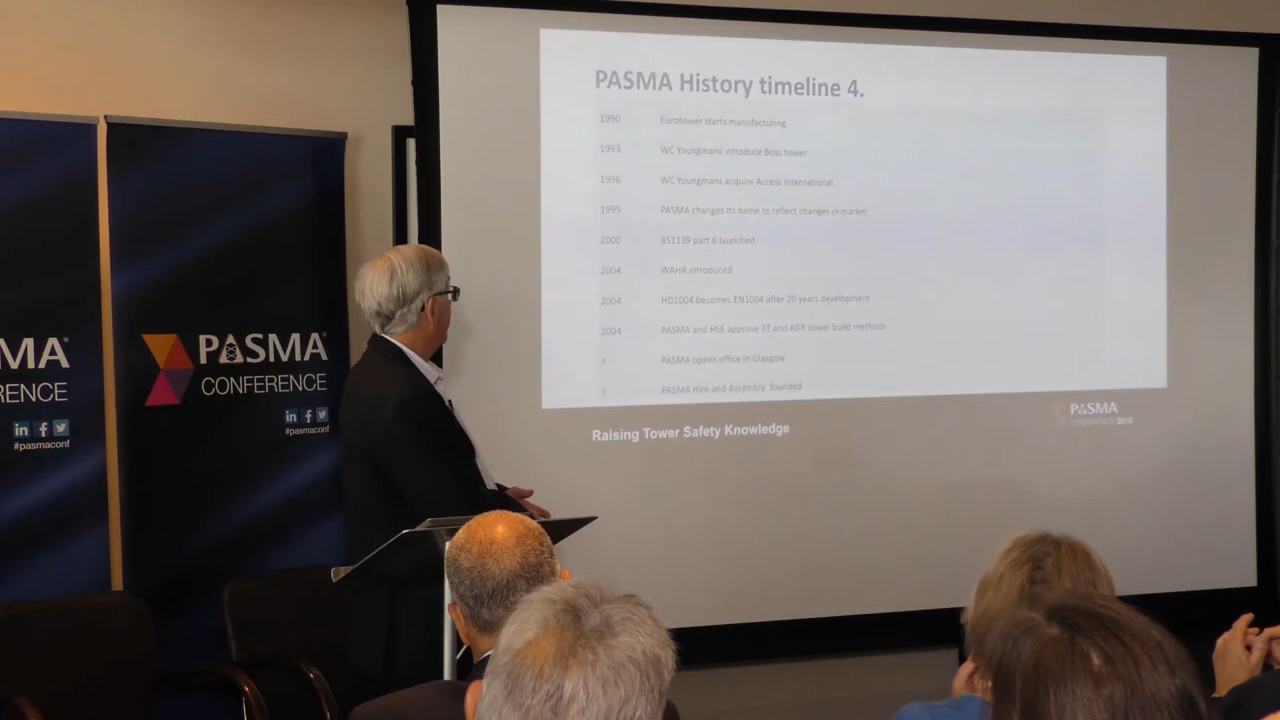 PASMA History timeline 4.
1990 Eurotower starts manufacturing.
1993 WC Youngmans introduce Boss tower
1996 WC Youngmans acquire Access International
1999 PASMA changes its name to reflect changes in market
2000 BS1139 part 6 launched
2004 WAHR introduced
2004 HD1004 becomes EN1004 after 20 years development
2004 PASMA and HSE approve 3T and AGR tower build methods
? PASMA opens office in Glasgow
? PASMA Hire and Assembly founded
Raising Tower Safety Knowledge
PASMA
CONFERENCE
MA
RENCE
#pasmaconf
PASMA
CONFERENCE
in f
#pasmaconf